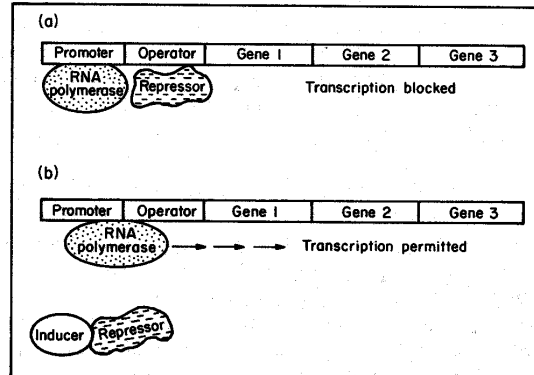 (a)
Promoter Operator Gene 1 Gene 2 Gene 3
RNA
polymerase Repressor Transcription blocked
(b)
Promoter Operator Gene 1 Gene 2 Gene 3
RNA
polymerase Transcription permitted
Inducer Repressor